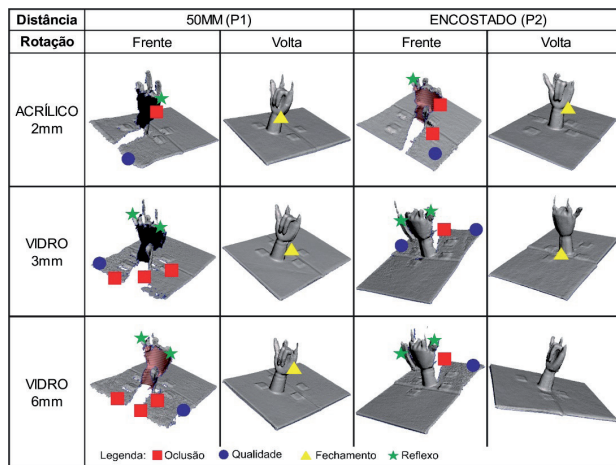 Distância 50MM (P1) ENCOSTADO (P2)
Rotação Frente Volta Frente Volta
ACRÍLICO
2mm
VIDRO
3mm
VIDRO
6mm
Legenda: Oclusão Qualidade Fechamento Reflexo